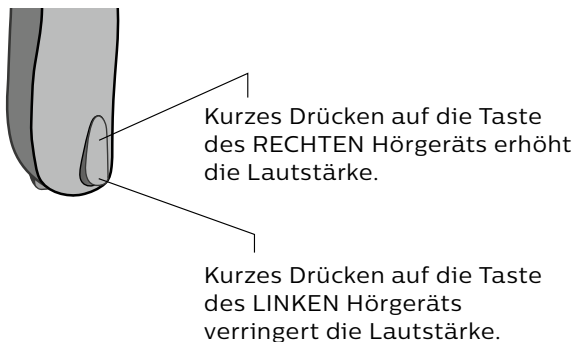 Kurzes Drücken auf die Taste
des RECHTEN Hörgeräts erhöht
die Lautstärke.
Kurzes Drücken auf die Taste
des LINKEN Hörgeräts
verringert die Lautstärke.